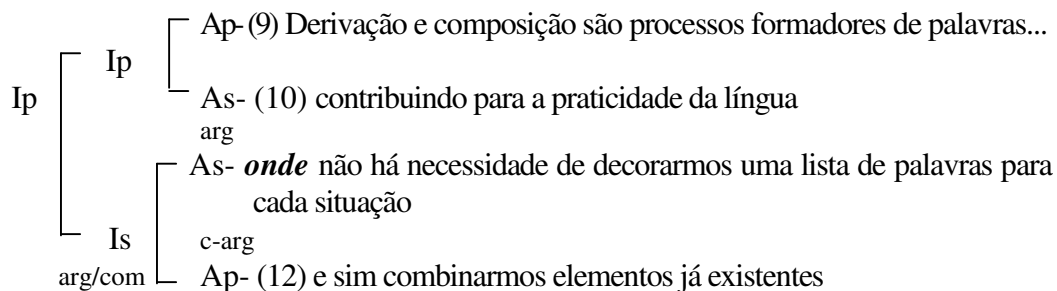 Ap- (9) Derivação e composição são processos formadores de palavras...
Ip
Ip
As- (10) contribuindo para a praticidade da língua
arg
As- onde não há necessidade de decorarmos uma lista de palavras para
cada situação
Is c-arg
arg/com Ap- (12) e sim combinarmos elementos já existentes